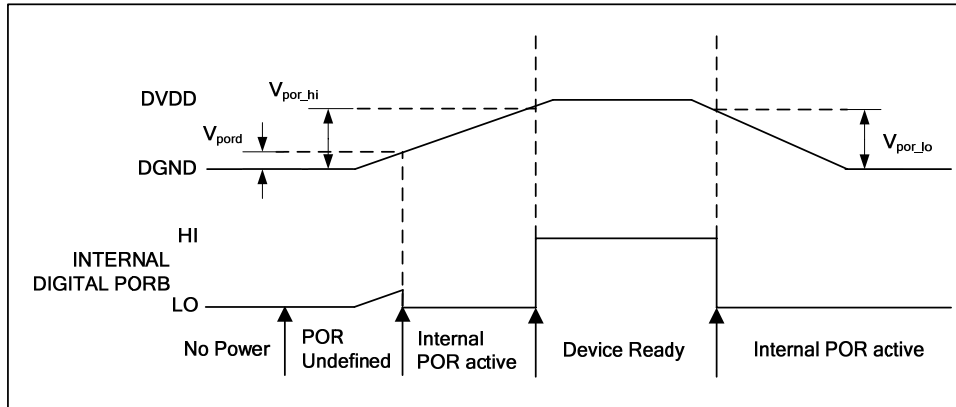 DVDD
V_por_hi
V_pord
DGND
V_por_lo
HI
INTERNAL
DIGITAL PORB
LO
No Power
POR
Undefined
Internal
POR active
Device Ready
Internal POR active